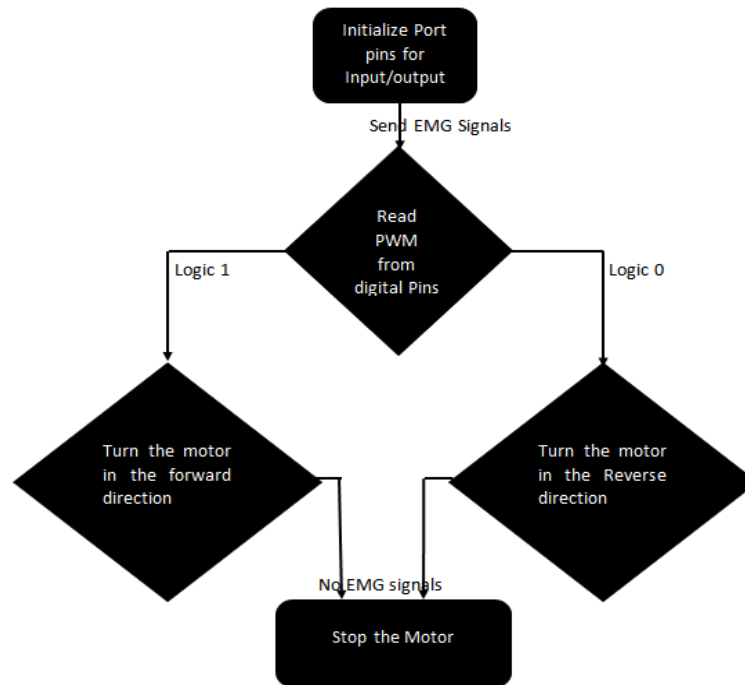 Initialize Port
pins for
Input/output
Send EMG Signals
Read
PWM
from
digital Pins
Logic 1
Logic 0
Turn the motor
in the forward
direction
Turn the motor
in the Reverse
direction
No EMG signals
Stop the Motor